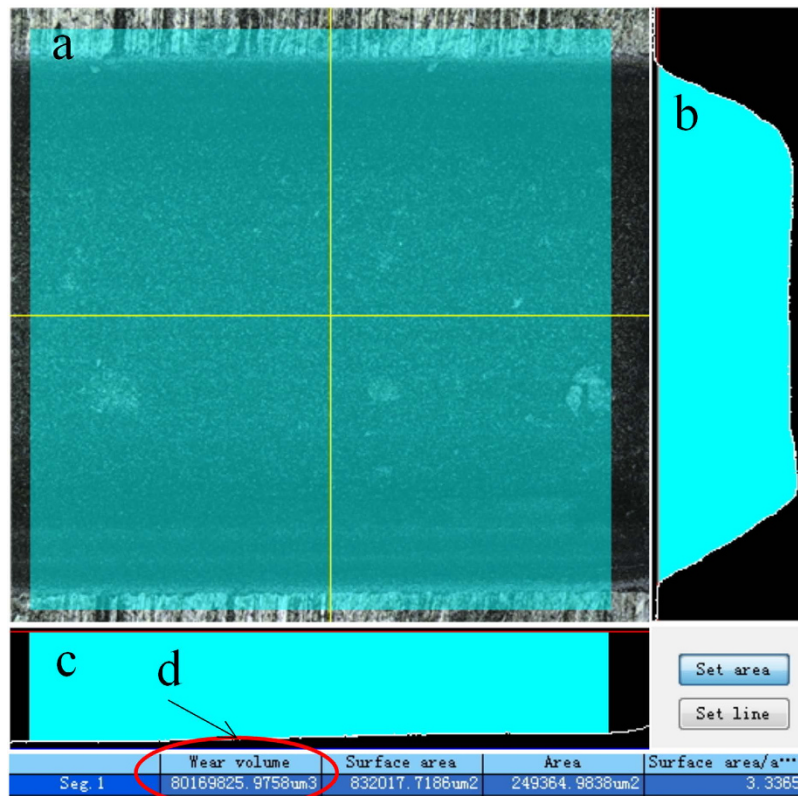 a
b
c
d
Set area
Set line
Wear volume Surface area Area Surface area/a···
Seg.1 80169825.9758um3 832017.7186um2 249364.9838um2 3.3365